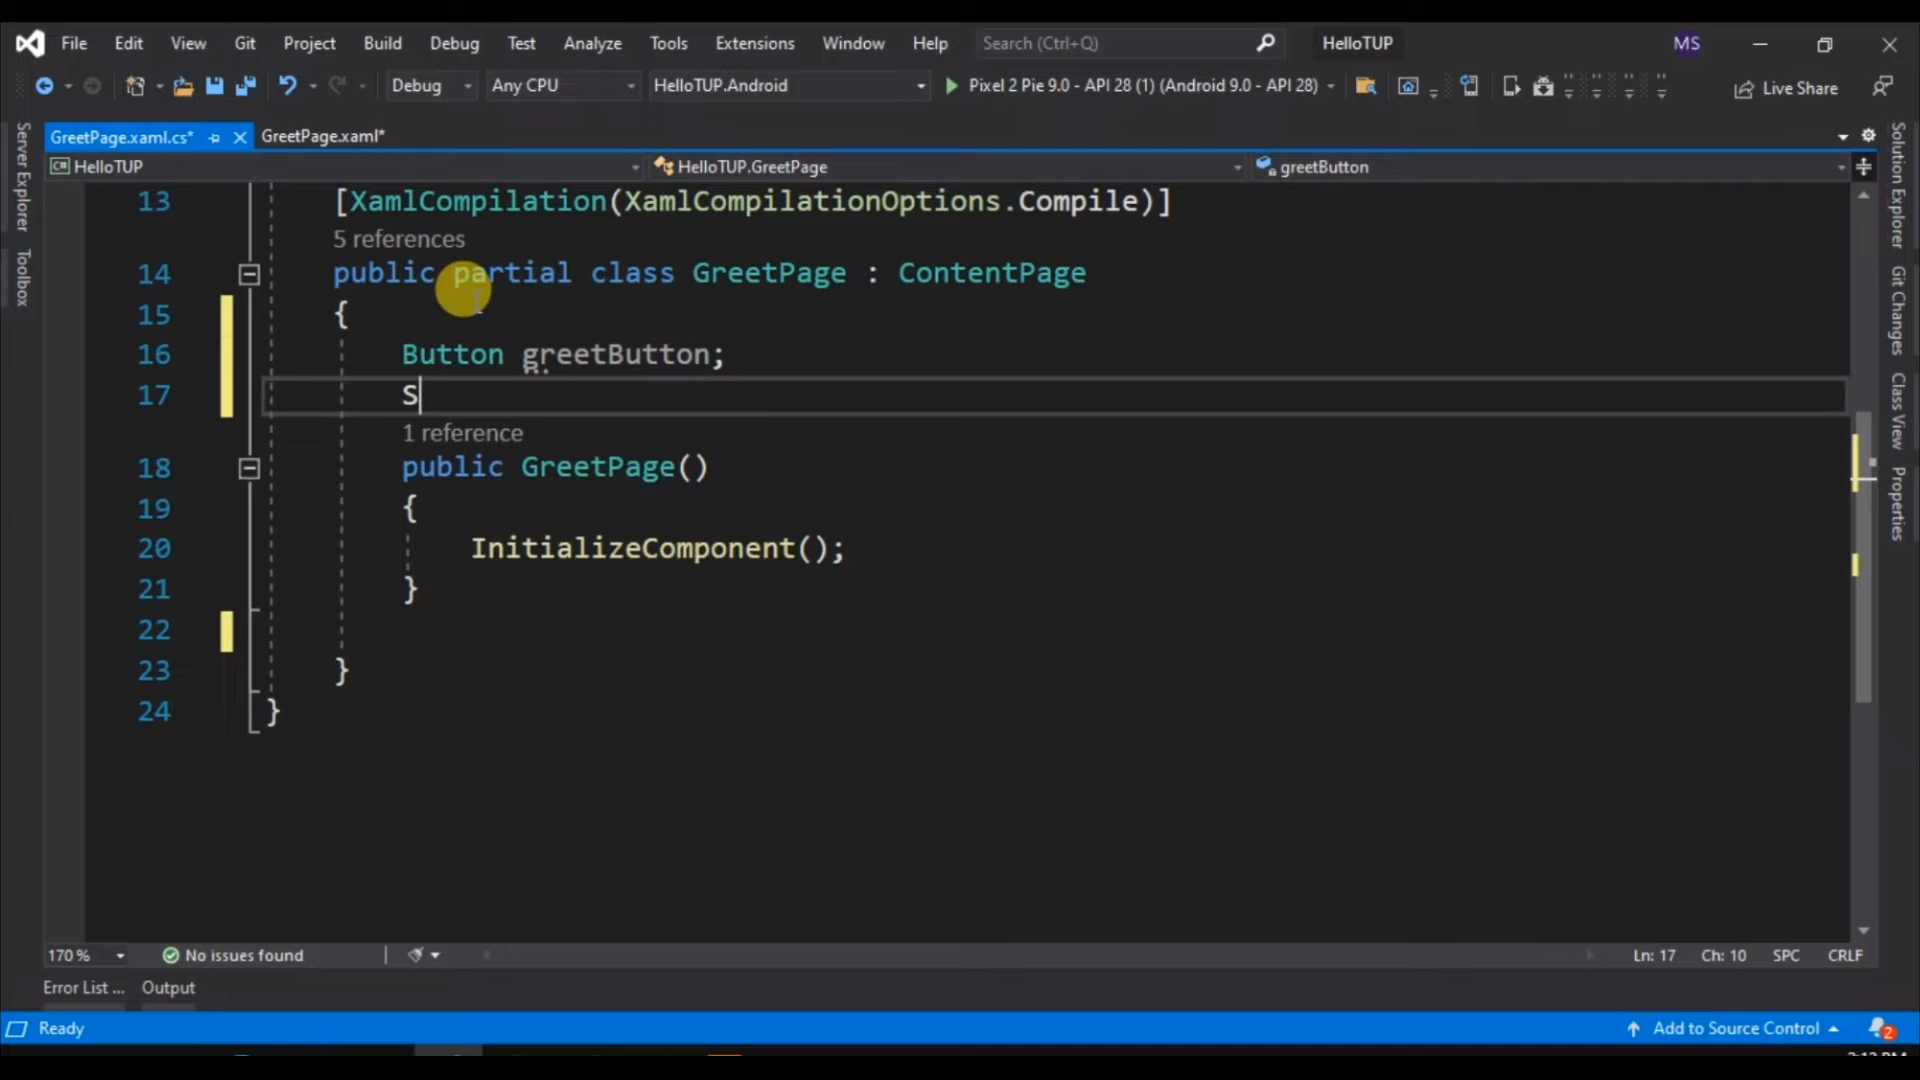 File Edit View Git Project Build Debug Test Analyze Tools Extensions Window Help Search (Ctrl+Q) HelloTUP MS
Debug Any CPU HelloTUP.Android Pixel 2 Pie 9.0 - API 28 (1) (Android 9.0 - API 28) Live Share
GreetPage.xaml.cs* GreetPage.xaml*
C# HelloTUP HelloTUP.GreetPage greetButton
Server Explorer
Toolbox
Solution Explorer
Git Changes
Class View
Properties
13 [XamlCompilation(XamlCompilationOptions.Compile)]
5 references
14 public partial class GreetPage : ContentPage
15 {
16 Button greetButton;
17 S
1 reference
18 public GreetPage()
19 {
20 InitializeComponent();
21 }
22
23 }
24 }
170 % No issues found Ln: 17 Ch: 10 SPC CRLF
Error List ... Output
Ready Add to Source Control 2